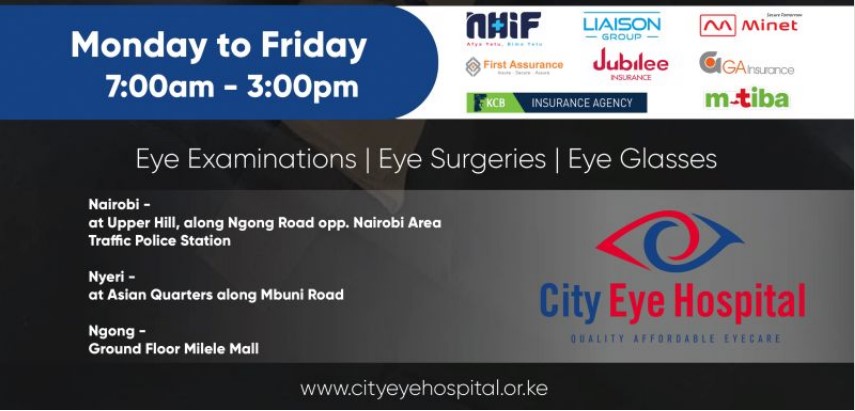 Monday to Friday
7:00am - 3:00pm
NHiF
Afya Yetu, Bima Yetu
LIAISON
GROUP
Secure Tomorrow
Minet
First Assurance
Jubilee
INSURANCE
GA Insurance
KCB INSURANCE AGENCY
m-tiba
Eye Examinations | Eye Surgeries | Eye Glasses
Nairobi -
at Upper Hill, along Ngong Road opp. Nairobi Area
Traffic Police Station
Nyeri -
at Asian Quarters along Mbuni Road
Ngong -
Ground Floor Milele Mall
City Eye Hospital
QUALITY AFFORDABLE EYECARE
www.cityeyehospital.or.ke